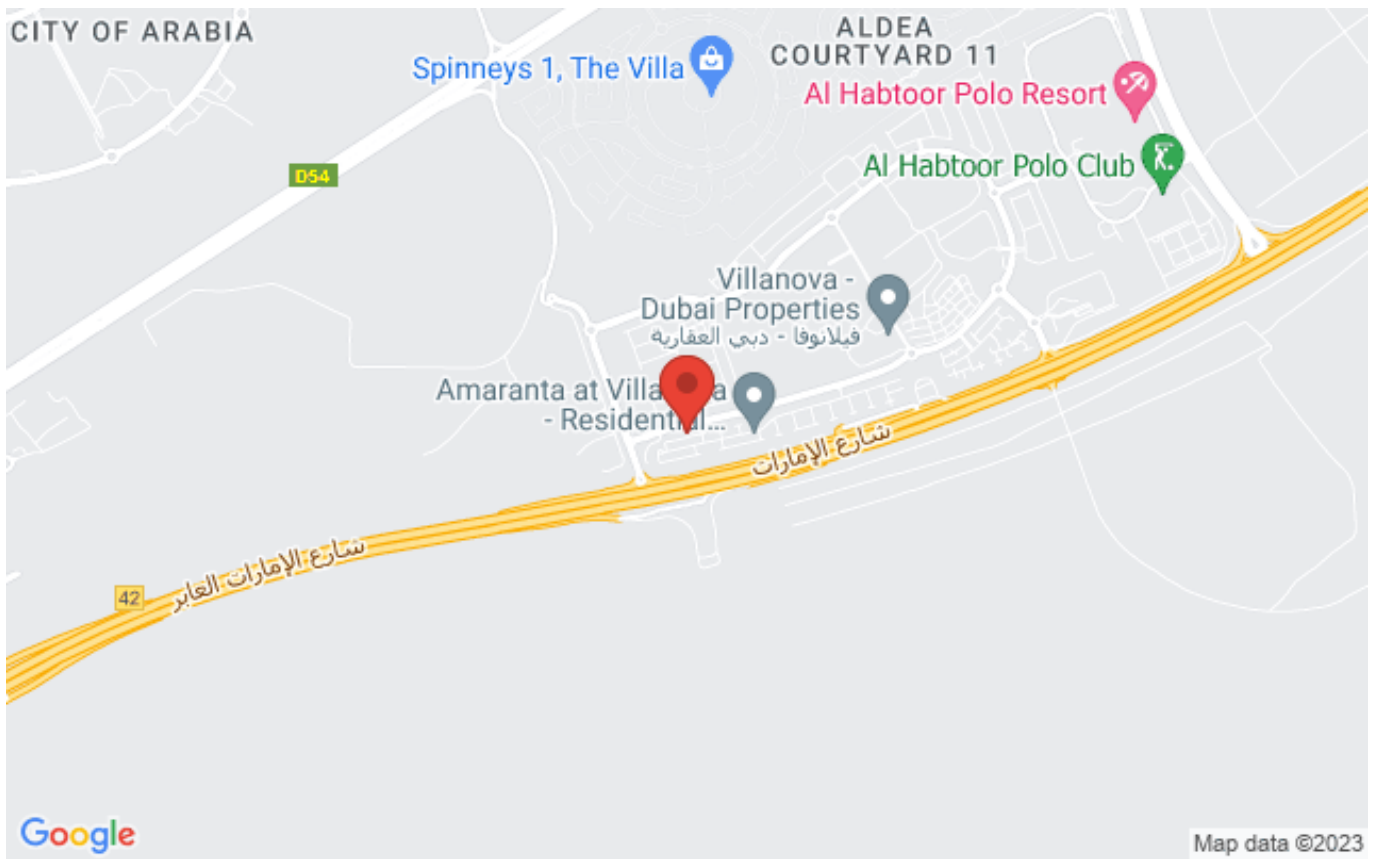 CITY OF ARABIA
ALDEA
COURTYARD 11
Spinneys 1, The Villa
Al Habtoor Polo Resort
Al Habtoor Polo Club
D54
Villanova -
Dubai Properties
فيلانوفا - دبي العقارية
Amaranta at Villa a
- Residential...
شارع الإمارات
شارع الإمارات العابر
42
Google
Map data ©2023